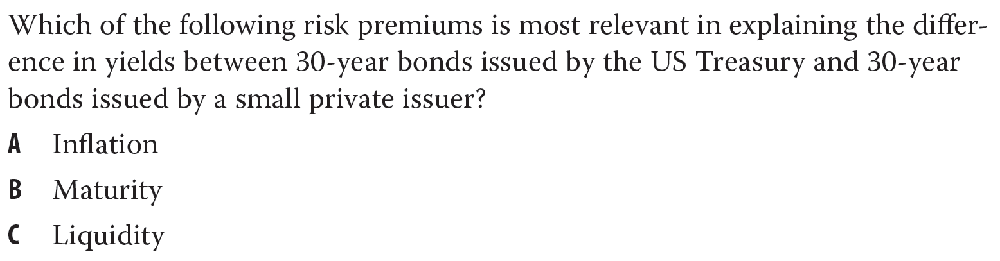 Which of the following risk premiums is most relevant in explaining the differ-
ence in yields between 30-year bonds issued by the US Treasury and 30-year
bonds issued by a small private issuer?
A Inflation
B Maturity
C Liquidity